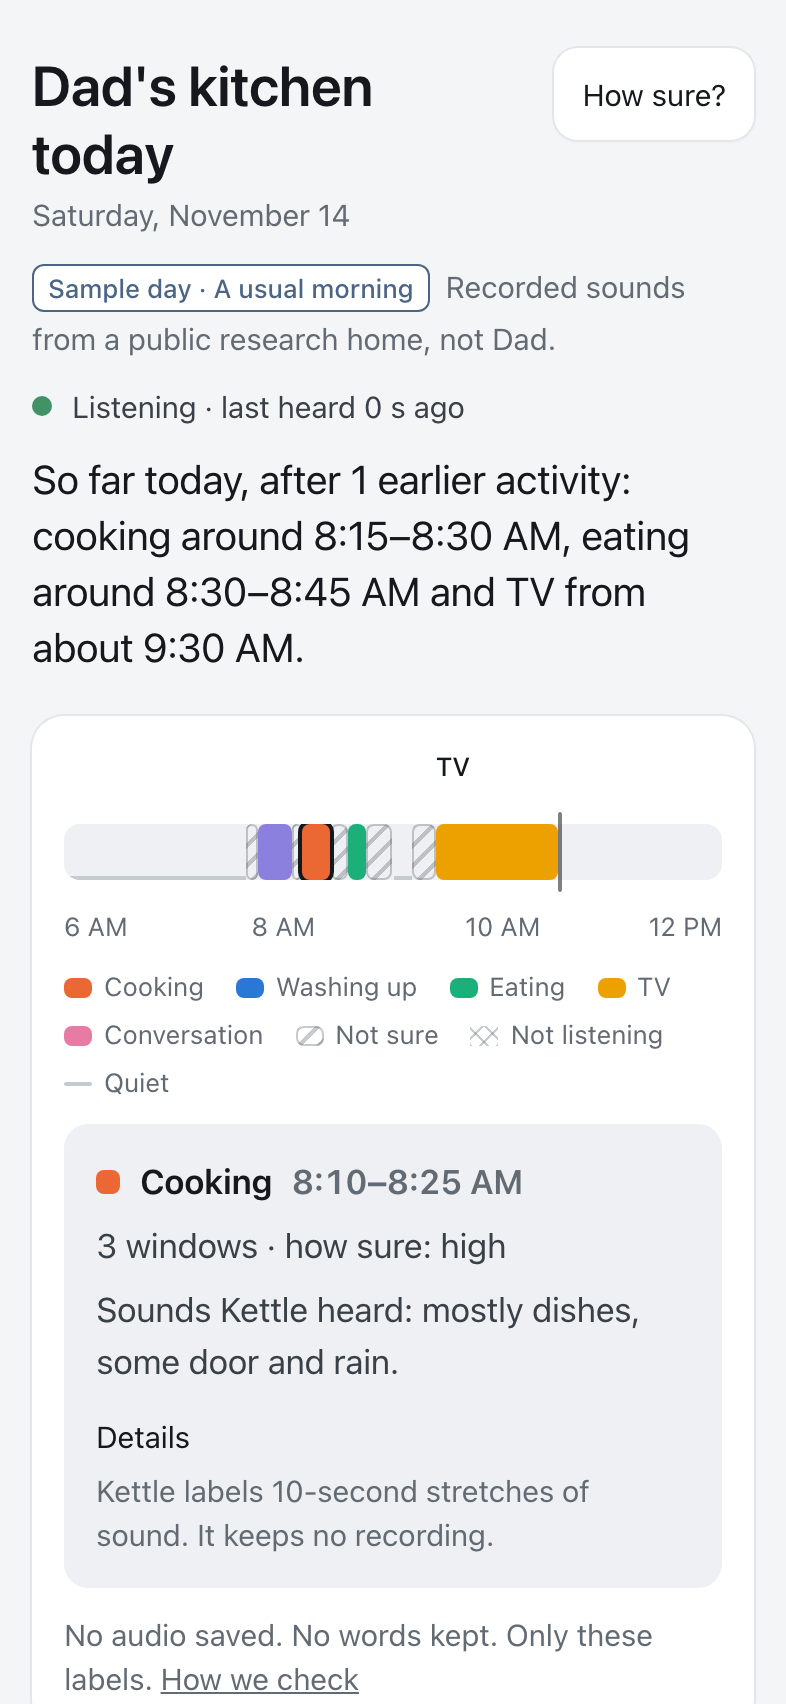 Dad's kitchen
today
How sure?
Saturday, November 14
Sample day · A usual morning Recorded sounds
from a public research home, not Dad.
Listening · last heard 0 s ago
So far today, after 1 earlier activity:
cooking around 8:15–8:30 AM, eating
around 8:30–8:45 AM and TV from
about 9:30 AM.
TV
6 AM 8 AM 10 AM 12 PM
Cooking Washing up Eating TV
Conversation Not sure Not listening
Quiet
Cooking 8:10–8:25 AM
3 windows · how sure: high
Sounds Kettle heard: mostly dishes,
some door and rain.
Details
Kettle labels 10-second stretches of
sound. It keeps no recording.
No audio saved. No words kept. Only these
labels. How we check